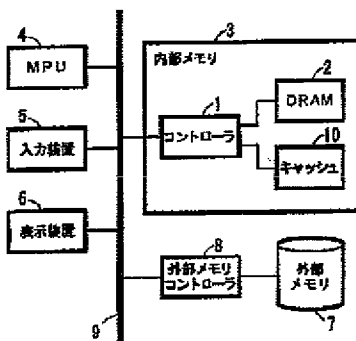 3
4
内部メモリ
2
MPU
1
DRAM
5
コントローラ
10
入力装置
キャッシュ
6
表示装置
8
外部メモリ
コントローラ
外部
メモリ
9
7